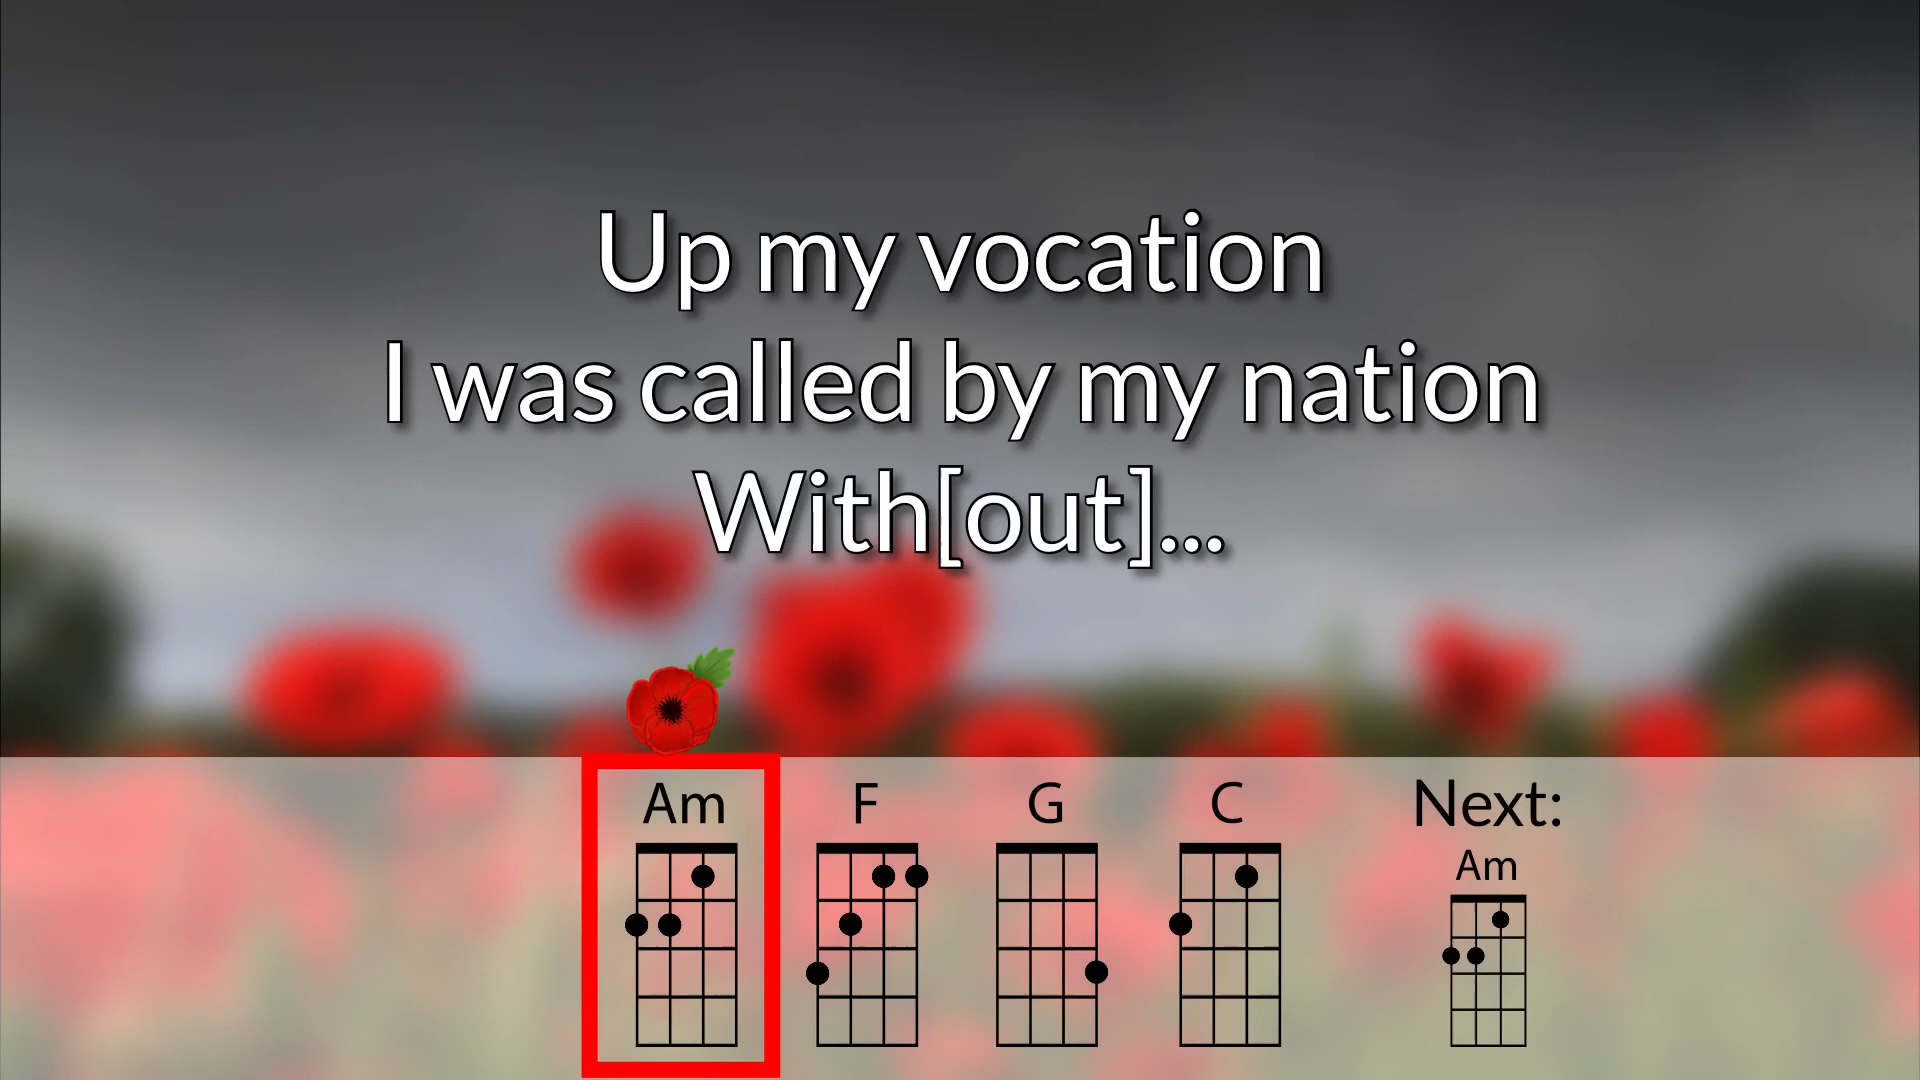 Up my vocation
I was called by my nation
With[out]...
Am F G C Next:
Am